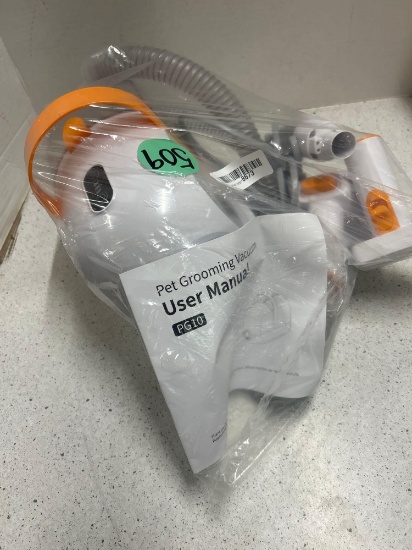 509
Pet Grooming Vacuum
User Manual
PG10